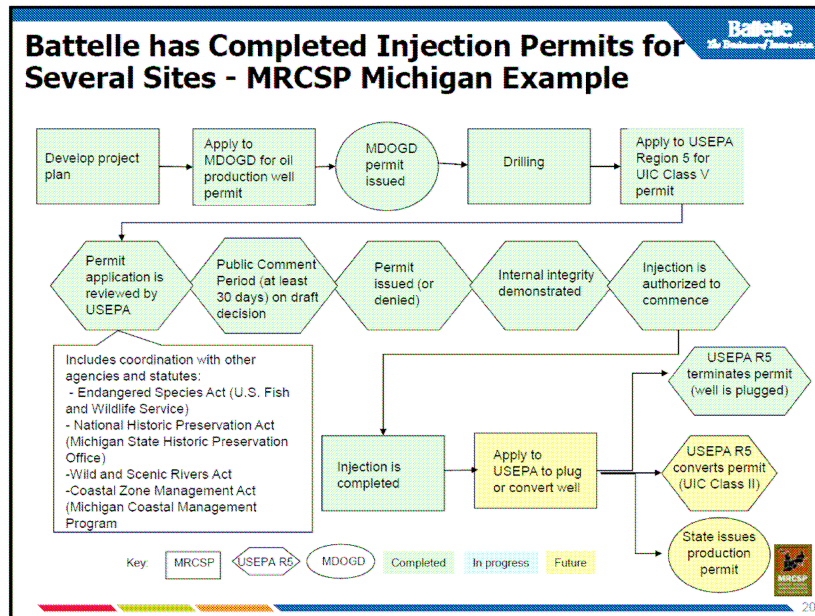 Battelle
The Business of Innovation
Battelle has Completed Injection Permits for
Several Sites - MRCSP Michigan Example
Develop project
plan
Apply to
MDOGD for oil
production well
permit
MDOGD
permit
issued
Drilling
Apply to USEPA
Region 5 for
UIC Class V
permit
Permit
application is
reviewed by
USEPA
Public Comment
Period (at least
30 days) on draft
decision
Permit
issued (or
denied)
Internal integrity
demonstrated
Injection is
authorized to
commence
Includes coordination with other
agencies and statutes:
- Endangered Species Act (U.S. Fish
and Wildlife Service)
- National Historic Preservation Act
(Michigan State Historic Preservation
Office)
-Wild and Scenic Rivers Act
-Coastal Zone Management Act
(Michigan Coastal Management
Program
Injection is
completed
Apply to
USEPA to plug
or convert well
USEPA R5
terminates permit
(well is plugged)
USEPA R5
converts permit
(UIC Class II)
State issues
production
permit
Key:
MRCSP
USEPA R5
MDOGD
Completed
In progress
Future
MRCSP
20